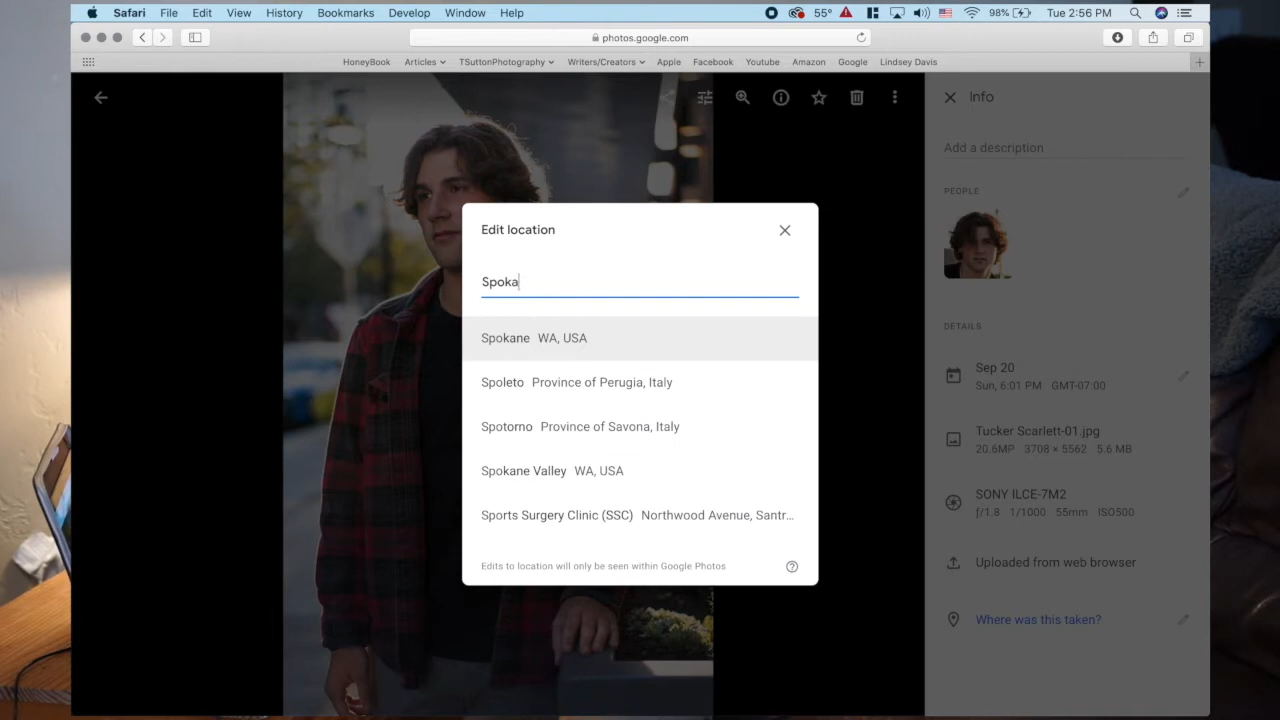 Safari File Edit View History Bookmarks Develop Window Help 55° 98% Tue 2:56 PM
photos.google.com
HoneyBook Articles TSuttonPhotography Writers/Creators Apple Facebook Youtube Amazon Google Lindsey Davis
Info
Add a description
PEOPLE
Edit location
Spoka
Spokane WA, USA
Spoleto Province of Perugia, Italy
Spotorno Province of Savona, Italy
Spokane Valley WA, USA
Sports Surgery Clinic (SSC) Northwood Avenue, Santr...
Edits to location will only be seen within Google Photos
DETAILS
Sep 20
Sun, 6:01 PM GMT-07:00
Tucker Scarlett-01.jpg
20.6MP 3708 × 5562 5.6 MB
SONY ILCE-7M2
ƒ/1.8 1/1000 55mm ISO500
Uploaded from web browser
Where was this taken?